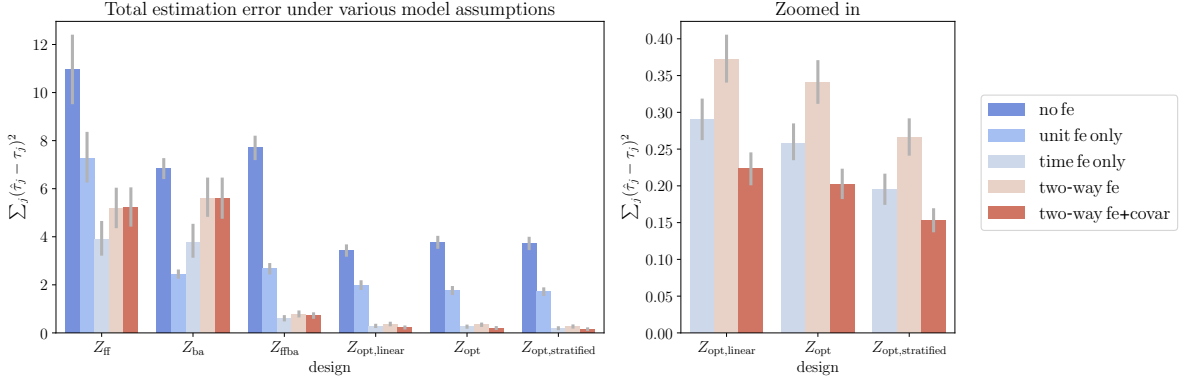 Total estimation error under various model assumptions
12
10
8
6
4
2
0
∑j(τ̂j − τj)²
Zff
Zba
Zffba
Zopt,linear
Zopt
Zopt,stratified
design
Zoomed in
0.40
0.35
0.30
0.25
0.20
0.15
0.10
0.05
0.00
∑j(τ̂j − τj)²
Zopt,linear
Zopt
Zopt,stratified
design
no fe
unit fe only
time fe only
two-way fe
two-way fe+covar